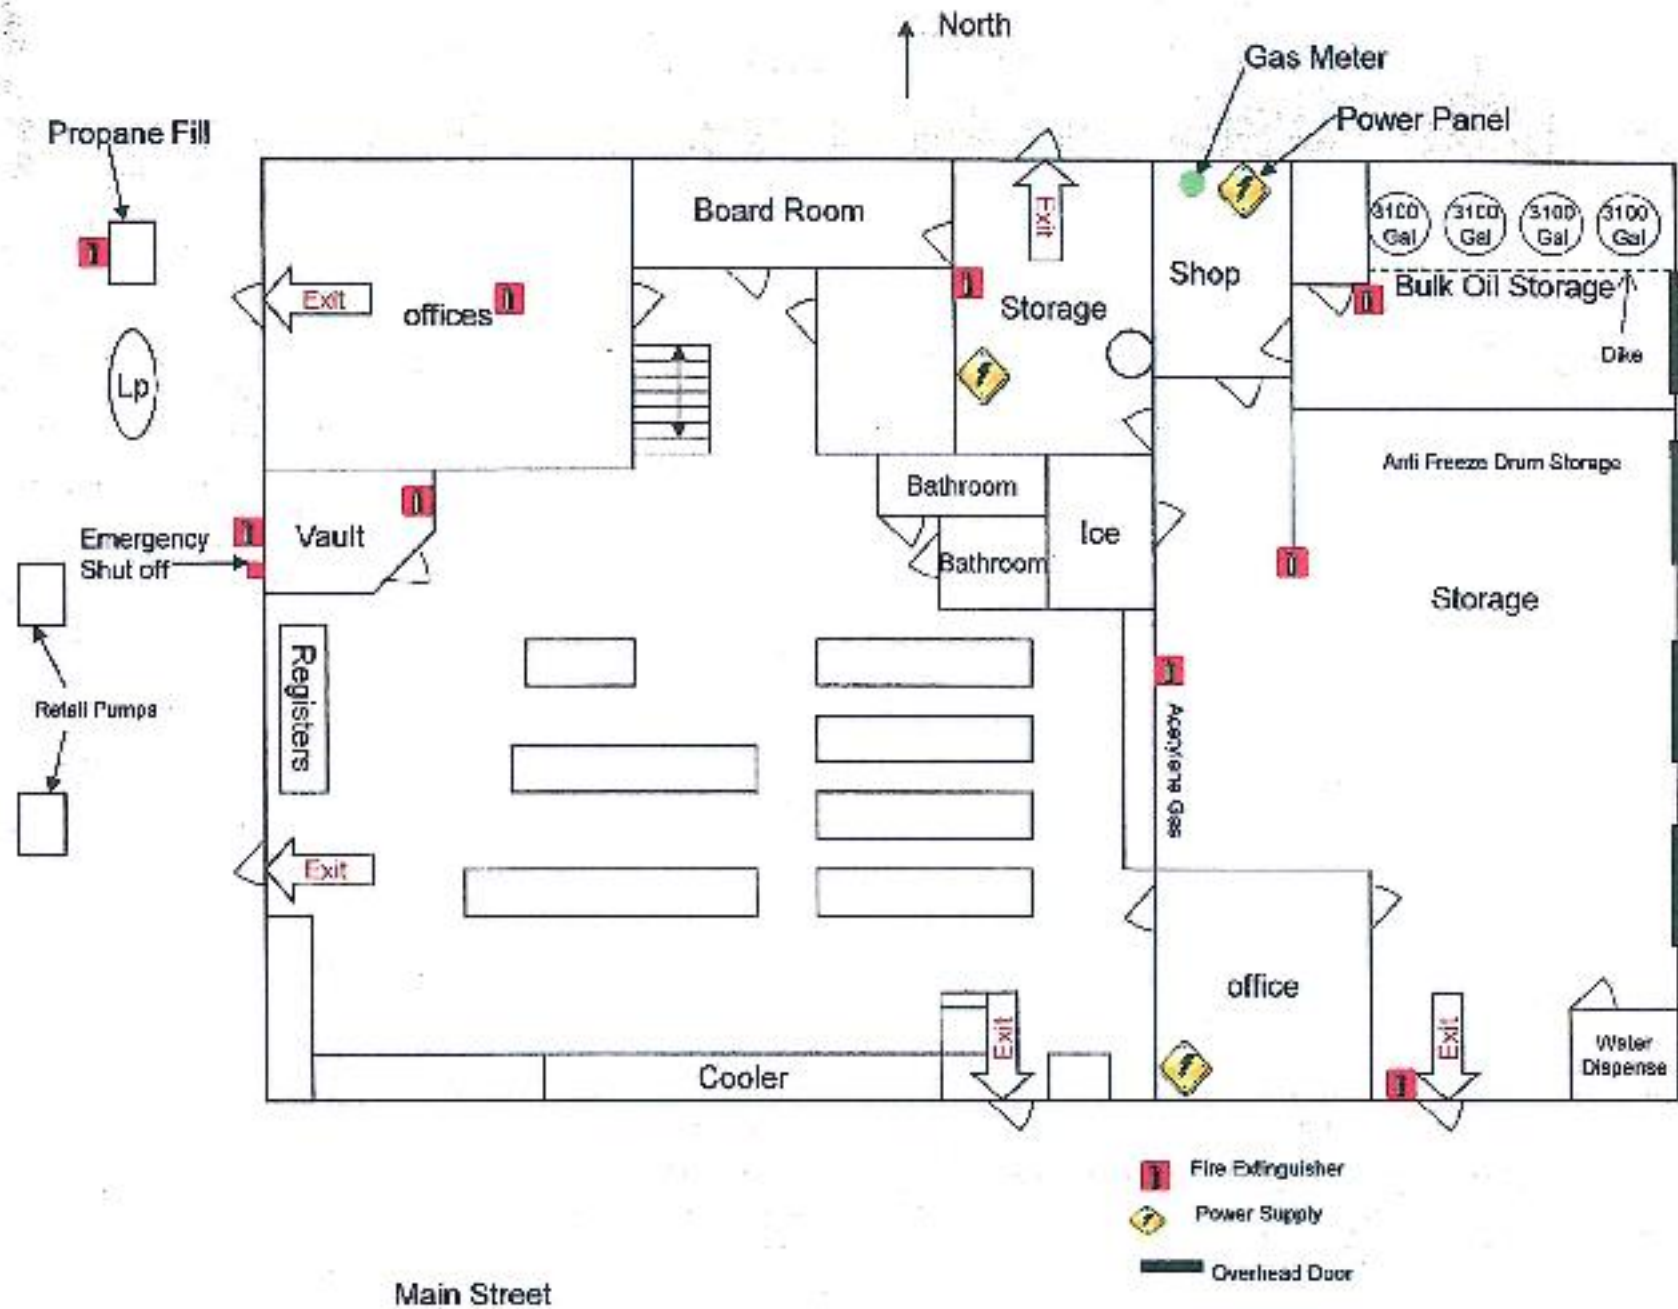 North
Gas Meter
Power Panel
Propane Fill
Board Room
Exit
3100
Gal
3100
Gal
3100
Gal
3100
Gal
Shop
Bulk Oil Storage
Exit
offices
Storage
Dike
Lp
Anti Freeze Drum Storage
Bathroom
Vault
Ice
Emergency
Shut off
Bathroom
Storage
Registers
Retail Pumps
Acetylene Gas
Exit
office
Exit
Exit
Water
Dispense
Cooler
Fire Extinguisher
Power Supply
Overhead Door
Main Street